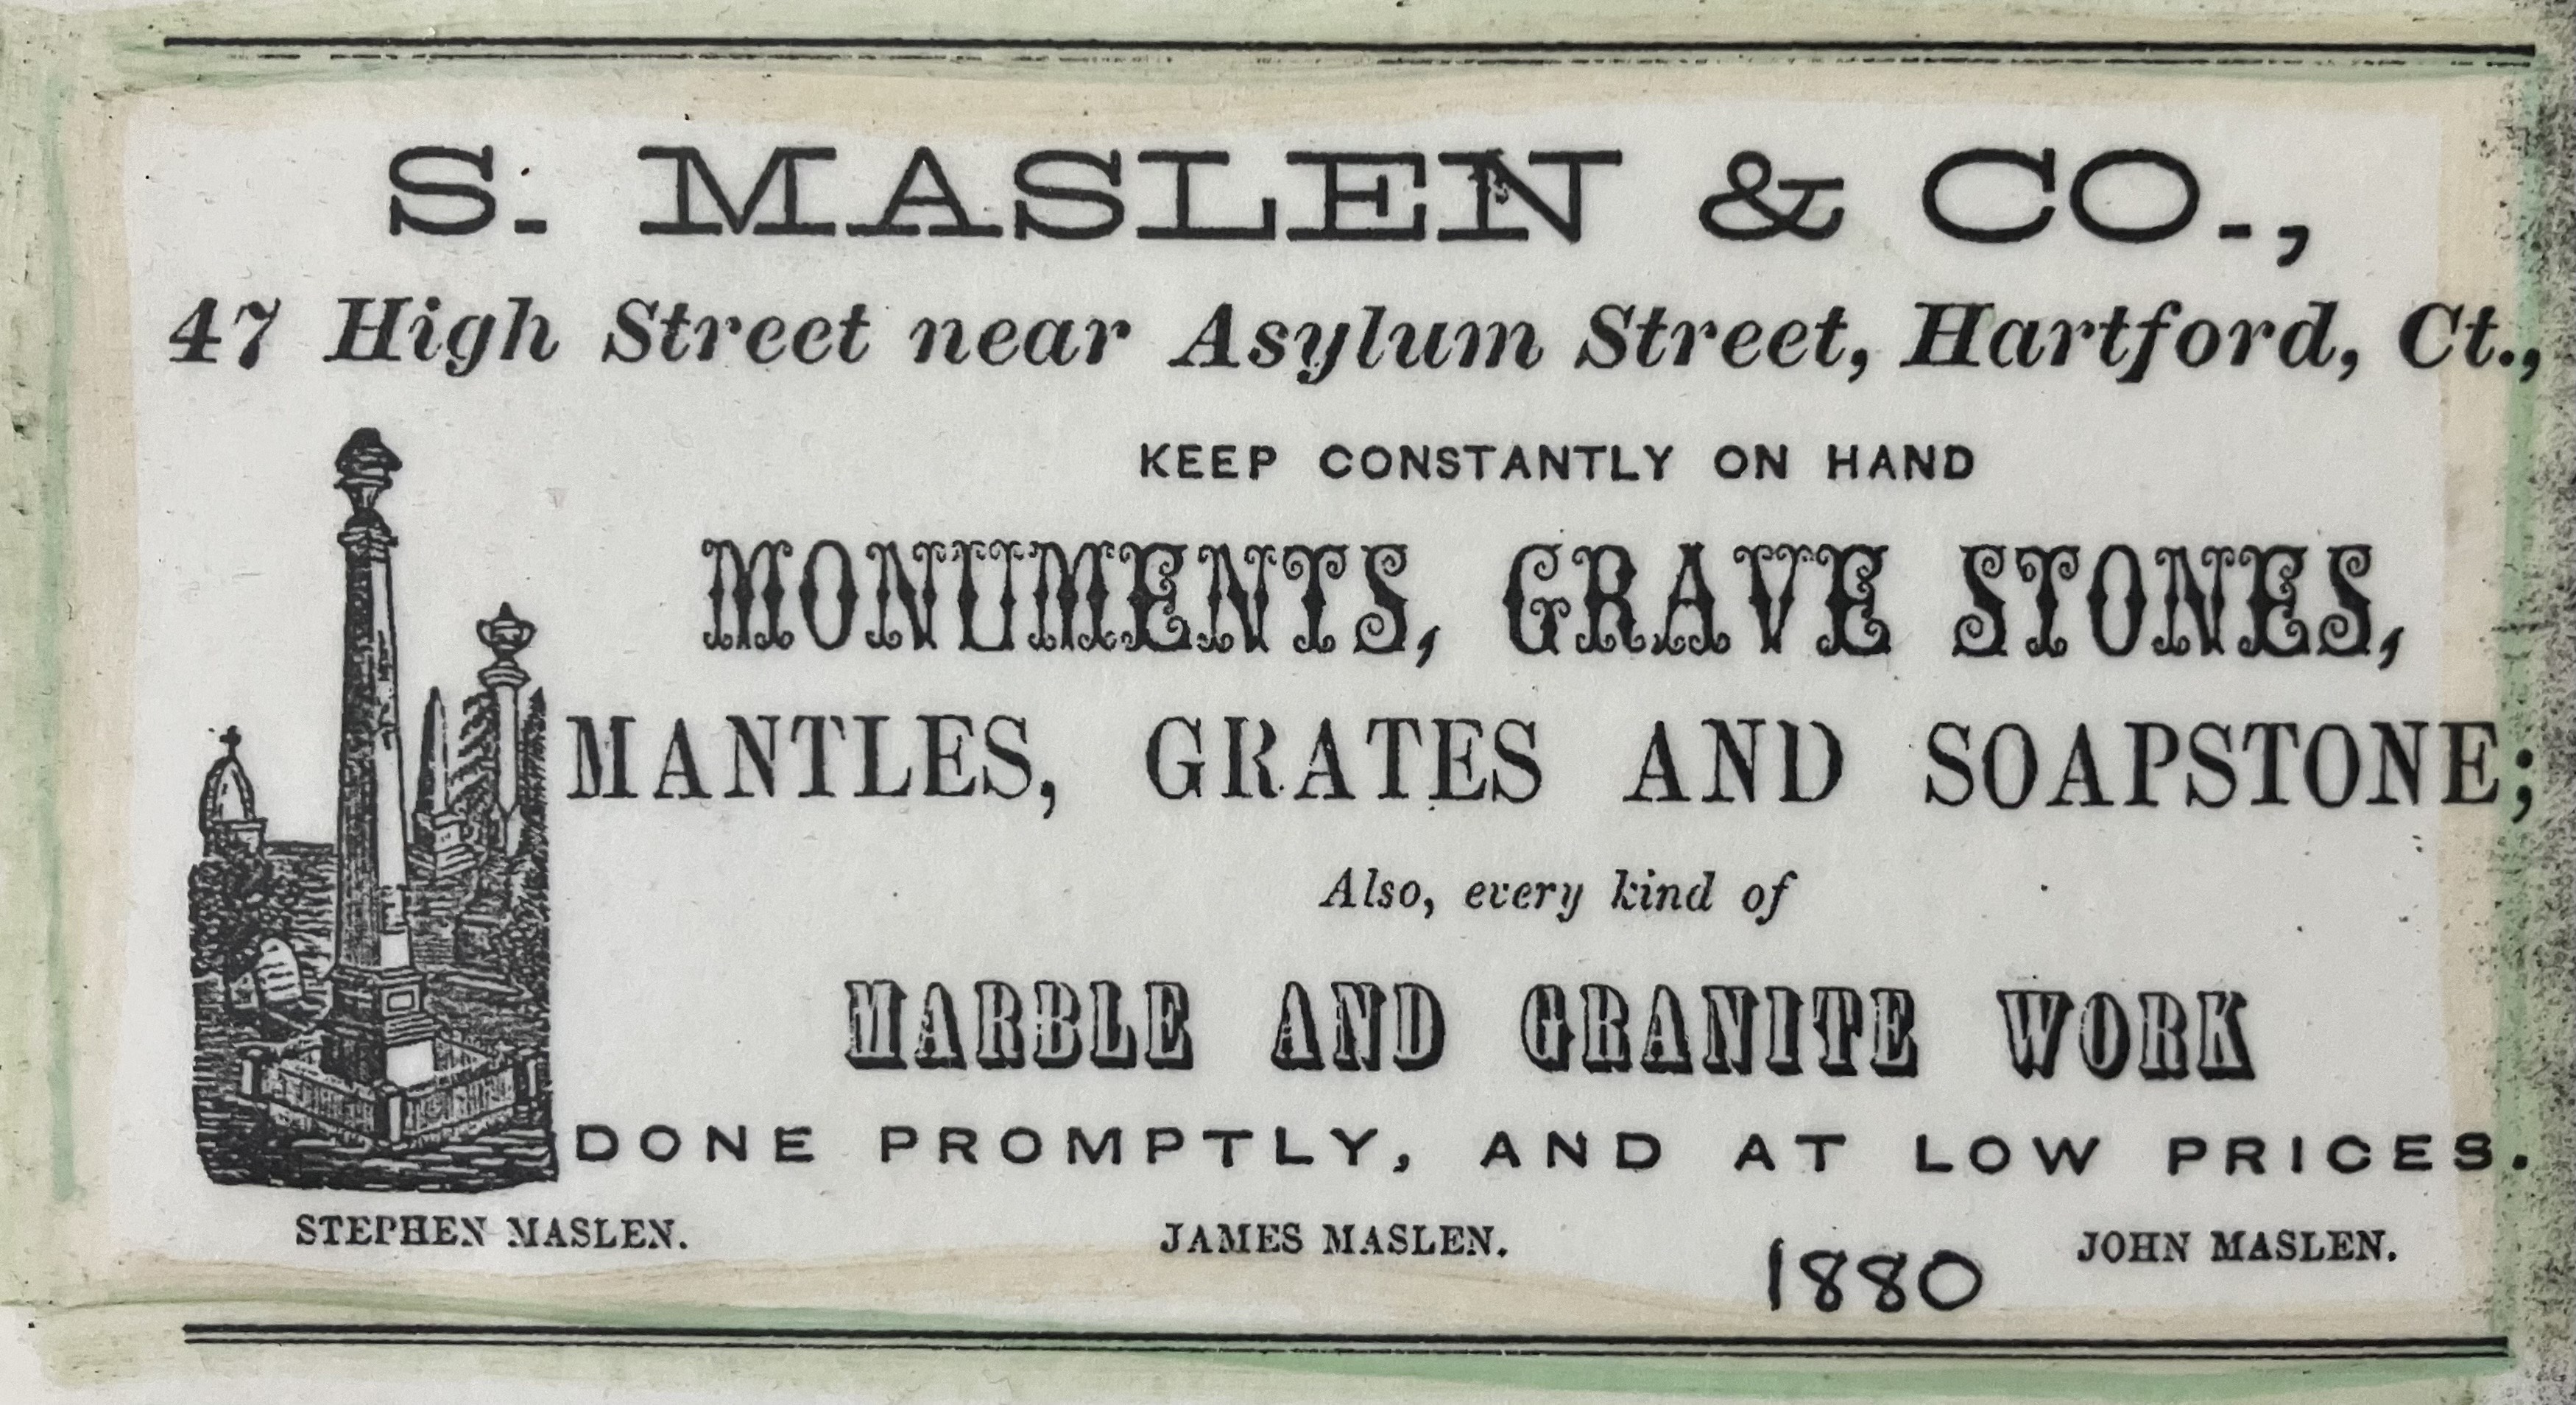 S. MASLEN & CO.,
47 High Street near Asylum Street, Hartford, Ct.,
KEEP CONSTANTLY ON HAND
MONUMENTS, GRAVE STONES,
MANTLES, GRATES AND SOAPSTONE;
Also, every kind of
MARBLE AND GRANITE WORK
DONE PROMPTLY, AND AT LOW PRICES.
STEPHEN MASLEN. JAMES MASLEN. JOHN MASLEN.
1880